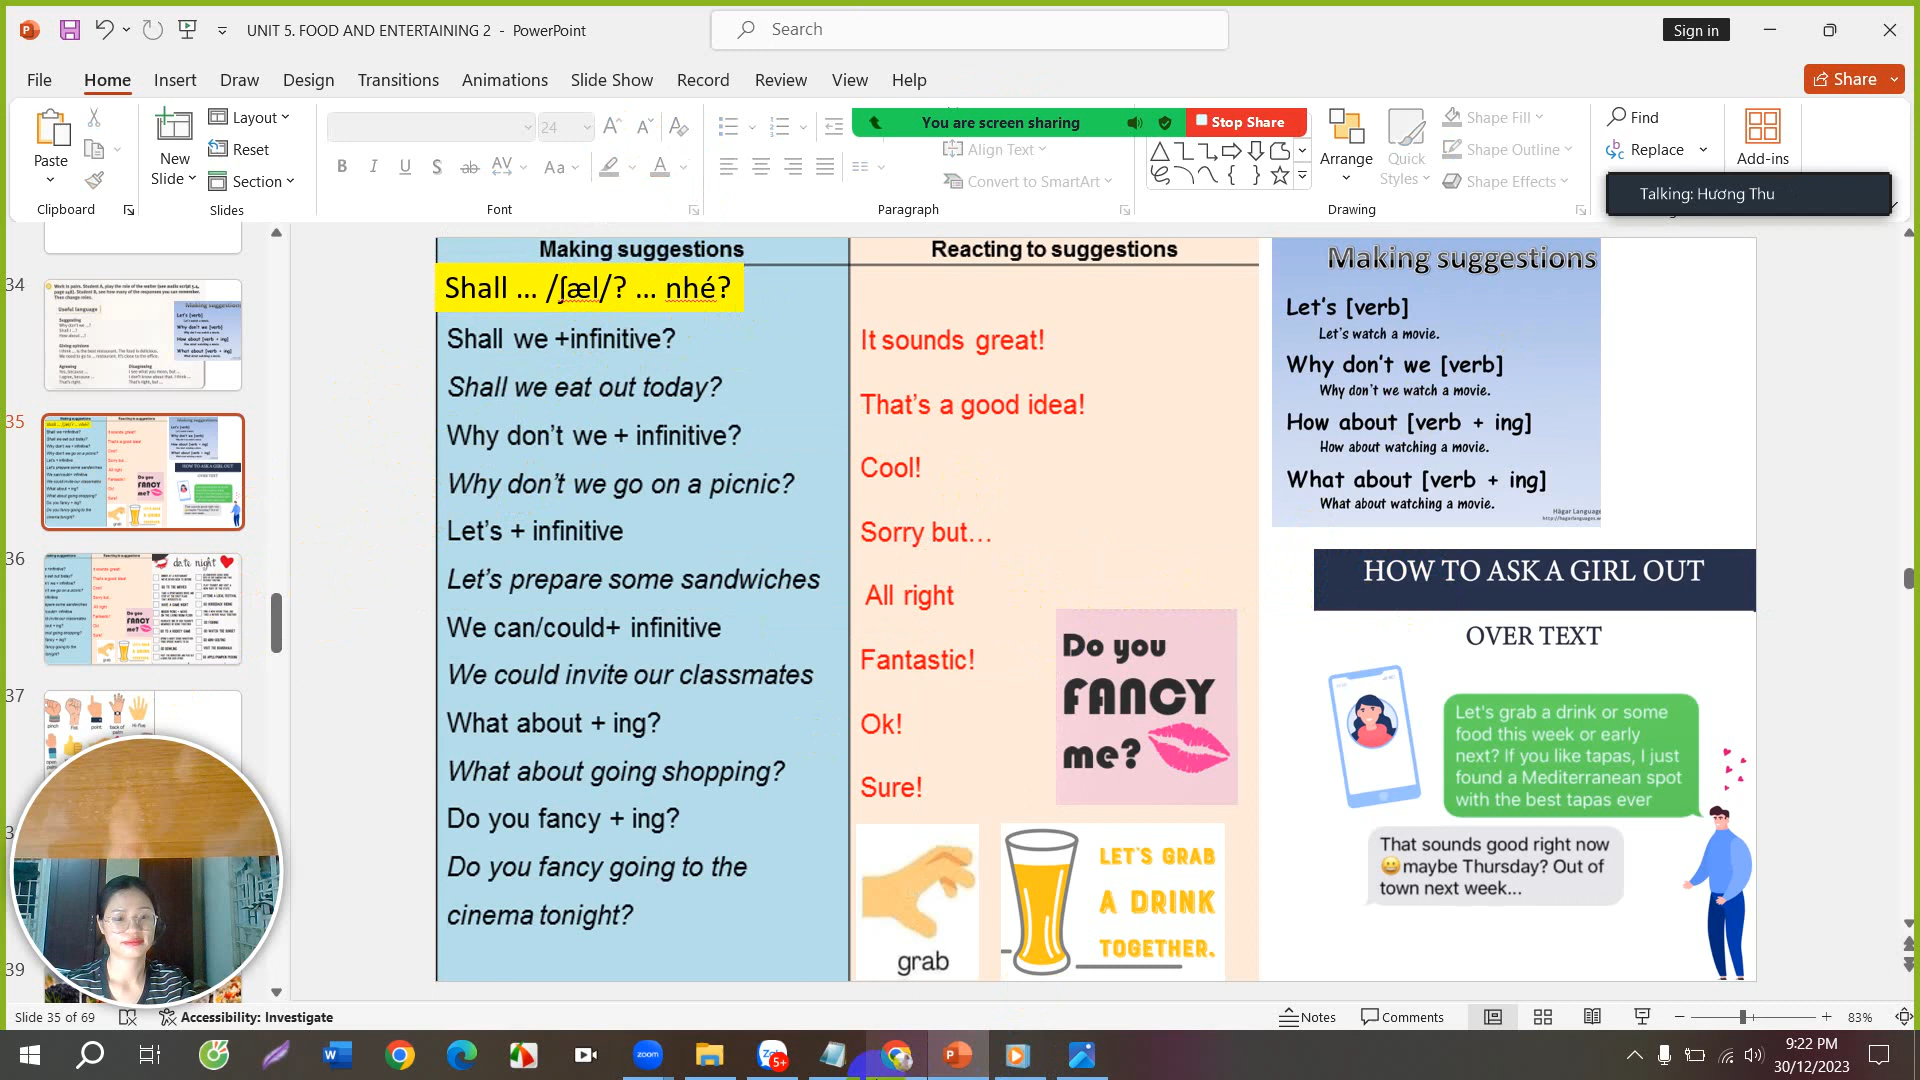 UNIT 5. FOOD AND ENTERTAINING 2 - PowerPoint
Search
Sign in
File Home Insert Draw Design Transitions Animations Slide Show Record Review View Help
Share
Paste
New Slide
Layout
Reset
Section
24
You are screen sharing
Stop Share
Align Text
Convert to SmartArt
Arrange
Quick Styles
Shape Fill
Shape Outline
Shape Effects
Find
Replace
Add-ins
Talking: Hương Thu
Clipboard
Slides
Font
Paragraph
Drawing
34
35
36
37
39
Making suggestions
Shall ... /ʃæl/? ... nhé?
Shall we +infinitive?
Shall we eat out today?
Why don't we + infinitive?
Why don't we go on a picnic?
Let's + infinitive
Let's prepare some sandwiches
We can/could+ infinitive
We could invite our classmates
What about + ing?
What about going shopping?
Do you fancy + ing?
Do you fancy going to the
cinema tonight?
Reacting to suggestions
It sounds great!
That's a good idea!
Cool!
Sorry but...
All right
Fantastic!
Ok!
Sure!
Do you
FANCY
me?
grab
LET'S GRAB
A DRINK
TOGETHER.
Making suggestions
Let's [verb]
Let's watch a movie.
Why don't we [verb]
Why don't we watch a movie.
How about [verb + ing]
How about watching a movie.
What about [verb + ing]
What about watching a movie.
Hagar Language
HOW TO ASK A GIRL OUT
OVER TEXT
Let's grab a drink or some
food this week or early
next? If you like tapas, I just
found a Mediterranean spot
with the best tapas ever
That sounds good right now
😀maybe Thursday? Out of
town next week...
Slide 35 of 69
Accessibility: Investigate
Notes
Comments
83%
zoom
5+
9:22 PM
30/12/2023